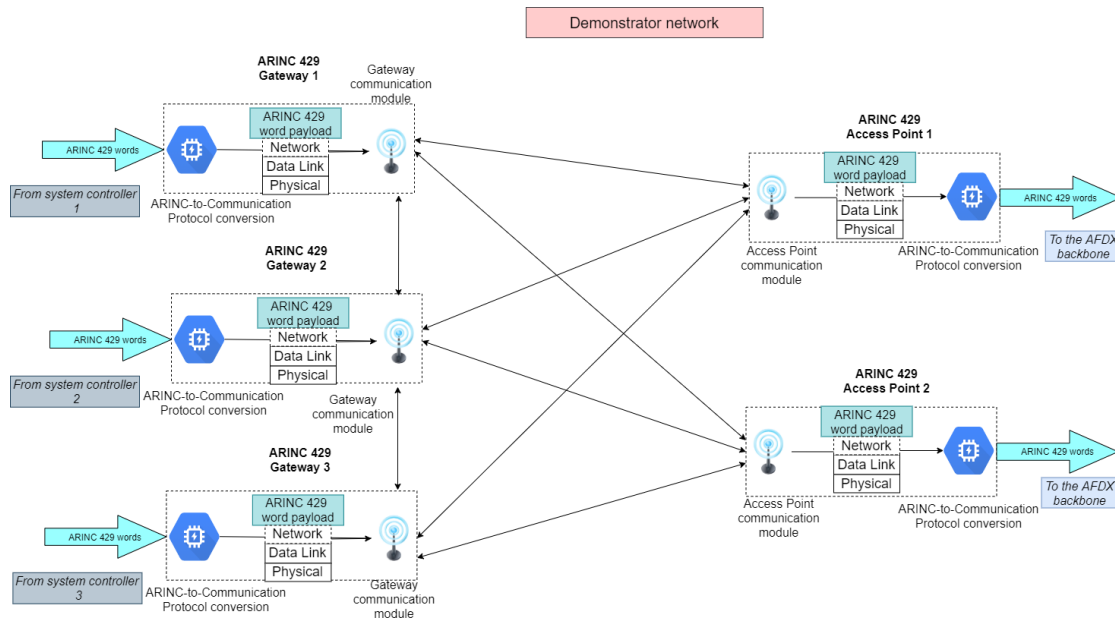 Demonstrator network
ARINC 429
Gateway 1
Gateway
communication
module
ARINC 429 words
ARINC 429
word payload
Network
Data Link
Physical
From system controller
1
ARINC-to-Communication
Protocol conversion
ARINC 429
Gateway 2
ARINC 429 words
ARINC 429
word payload
Network
Data Link
Physical
From system controller
2
ARINC-to-Communication
Protocol conversion
Gateway
communication
module
ARINC 429
Gateway 3
ARINC 429 words
ARINC 429
word payload
Network
Data Link
Physical
From system controller
3
ARINC-to-Communication
Protocol conversion
Gateway
communication
module
ARINC 429
Access Point 1
ARINC 429
word payload
Network
Data Link
Physical
ARINC 429 words
Access Point
communication
module
ARINC-to-Communication
Protocol conversion
To the AFDX
backbone
ARINC 429
Access Point 2
ARINC 429
word payload
Network
Data Link
Physical
ARINC 429 words
Access Point
communication
module
ARINC-to-Communication
Protocol conversion
To the AFDX
backbone